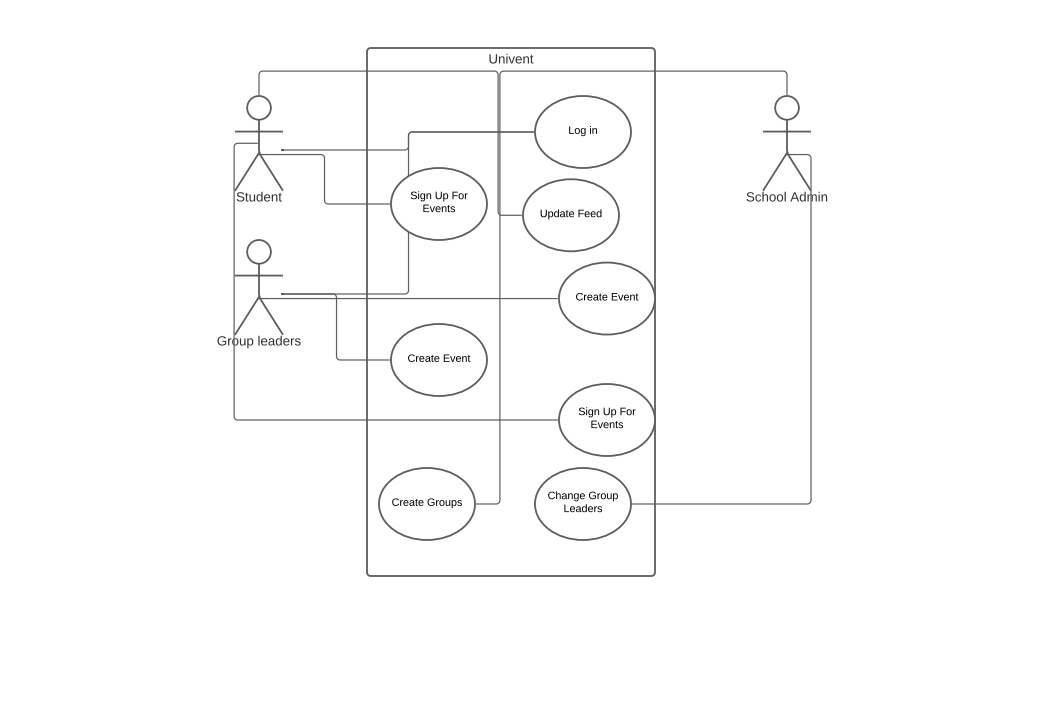 Univent
Log in
Sign Up For
Events
Student
School Admin
Update Feed
Create Event
Group leaders
Create Event
Sign Up For
Events
Create Groups
Change Group
Leaders